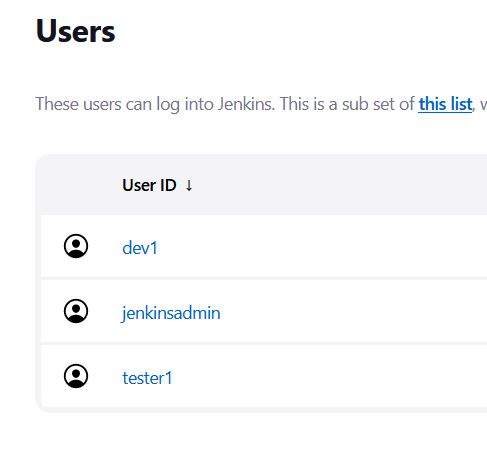 Users
These users can log into Jenkins. This is a sub set of this list,
User ID ↓
dev1
jenkinsadmin
tester1